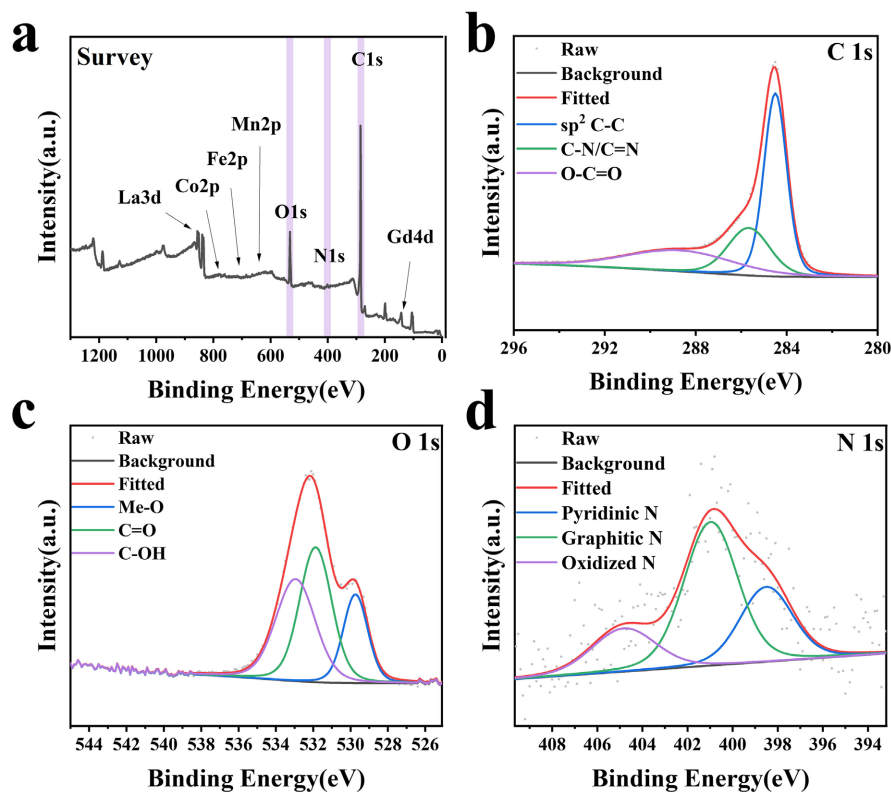 a
Survey
C1s
Mn2p
Fe2p
Co2p
La3d
O1s
N1s
Gd4d
Intensity(a.u.)
1200 1000 800 600 400 200 0
Binding Energy(eV)
b
C 1s
Raw
Background
Fitted
sp² C-C
C-N/C=N
O-C=O
Intensity(a.u.)
296 292 288 284 280
Binding Energy(eV)
c
O 1s
Raw
Background
Fitted
Me-O
C=O
C-OH
Intensity(a.u.)
544 542 540 538 536 534 532 530 528 526
Binding Energy(eV)
d
N 1s
Raw
Background
Fitted
Pyridinic N
Graphitic N
Oxidized N
Intensity(a.u.)
408 406 404 402 400 398 396 394
Binding Energy(eV)